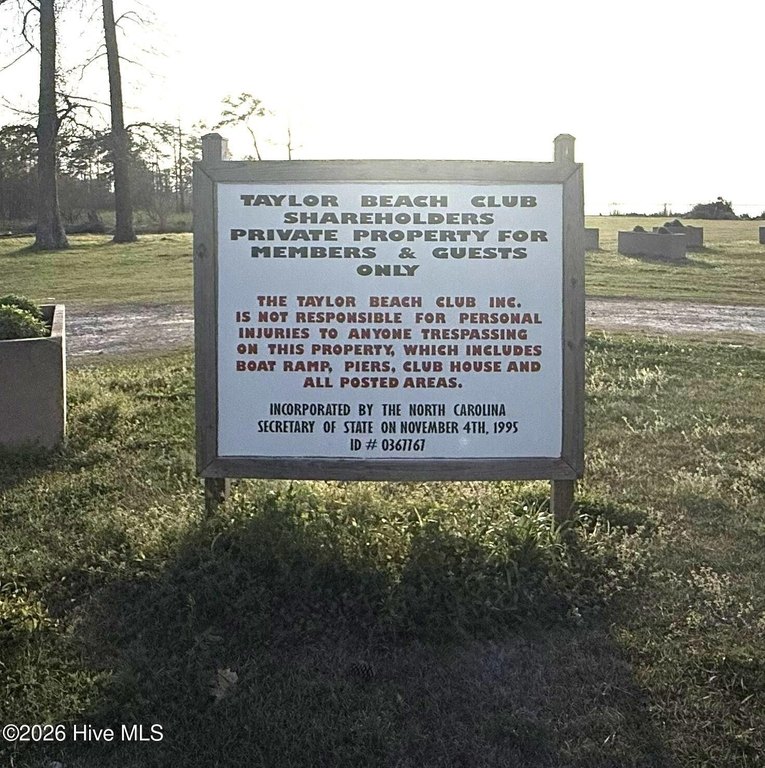 TAYLOR BEACH CLUB
SHAREHOLDERS
PRIVATE PROPERTY FOR
MEMBERS & GUESTS
ONLY
THE TAYLOR BEACH CLUB INC.
IS NOT RESPONSIBLE FOR PERSONAL
INJURIES TO ANYONE TRESPASSING
ON THIS PROPERTY, WHICH INCLUDES
BOAT RAMP, PIERS, CLUB HOUSE AND
ALL POSTED AREAS.
INCORPORATED BY THE NORTH CAROLINA
SECRETARY OF STATE ON NOVEMBER 4TH, 1995
ID # 0367767
©2026 Hive MLS